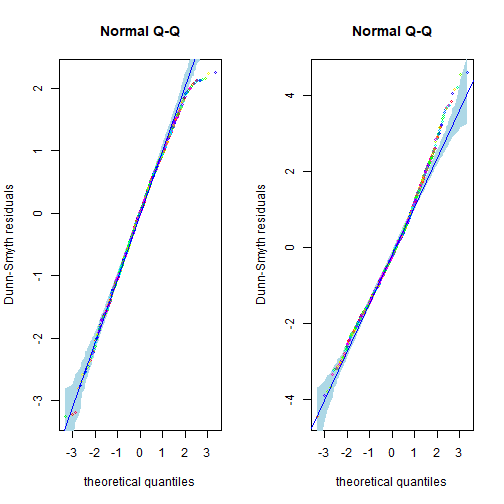 Normal Q-Q
Dunn-Smyth residuals
2
1
0
-1
-2
-3
-3 -2 -1 0 1 2 3
theoretical quantiles
Normal Q-Q
Dunn-Smyth residuals
4
2
0
-2
-4
-3 -2 -1 0 1 2 3
theoretical quantiles